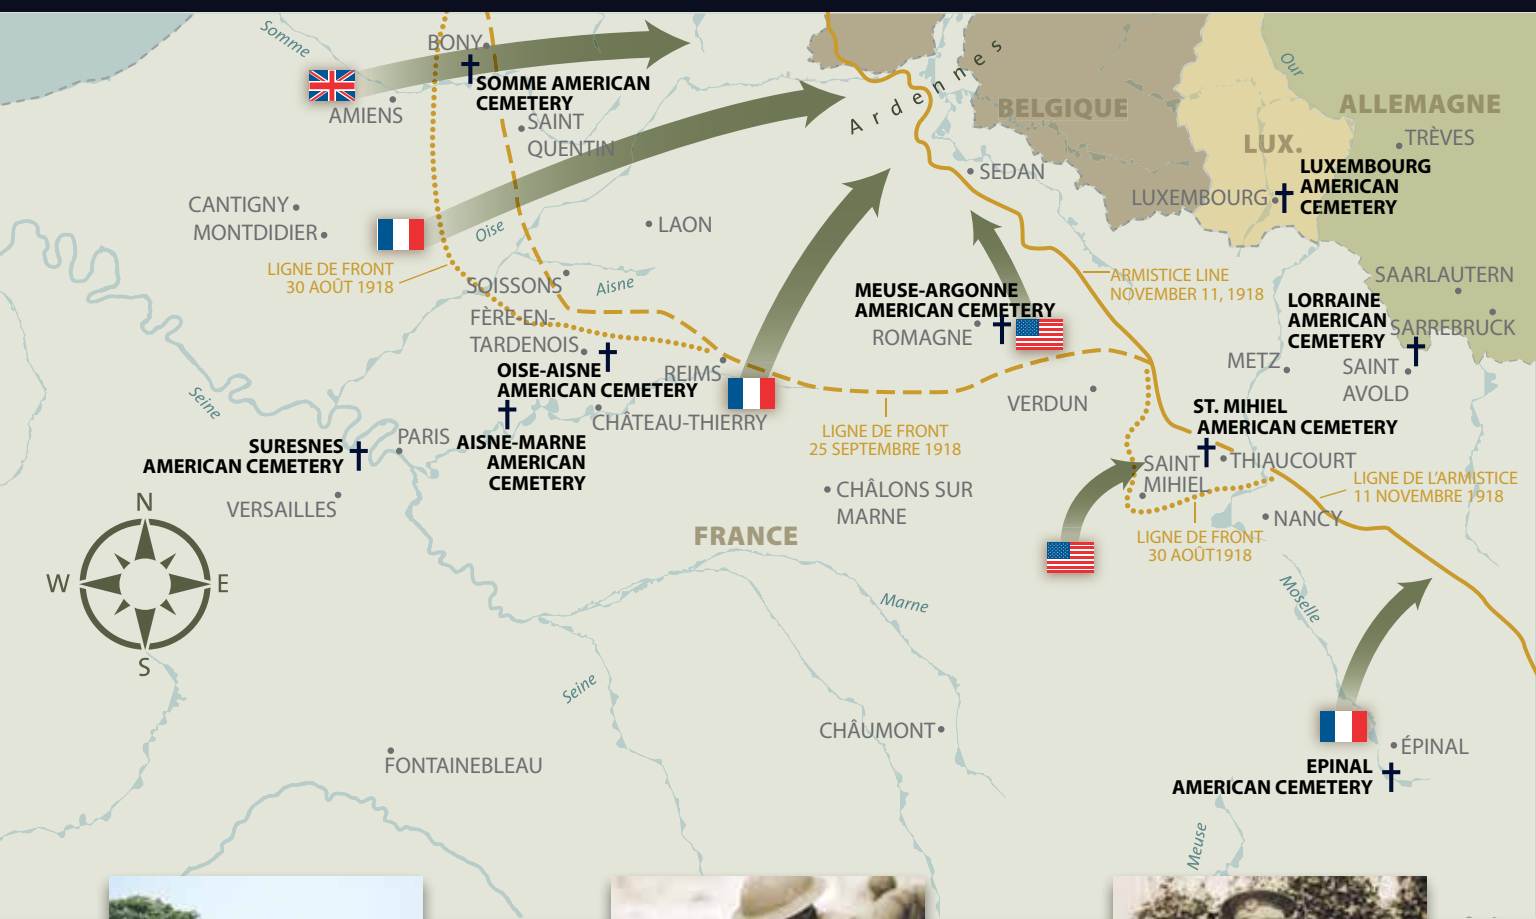 Somme
BONY
SOMME AMERICAN
CEMETERY
AMIENS
SAINT
QUENTIN
Ardennes
BELGIQUE
Our
ALLEMAGNE
LUX.
TRÈVES
SEDAN
LUXEMBOURG
LUXEMBOURG
AMERICAN
CEMETERY
CANTIGNY
MONTDIDIER
LAON
Oise
LIGNE DE FRONT
30 AOÛT 1918
SOISSONS
Aisne
FÈRE-EN-
TARDENOIS
OISE-AISNE
AMERICAN CEMETERY
REIMS
MEUSE-ARGONNE
AMERICAN CEMETERY
ROMAGNE
ARMISTICE LINE
NOVEMBER 11, 1918
SAARLAUTERN
LORRAINE
AMERICAN
CEMETERY
SARREBRUCK
METZ
SAINT
AVOLD
Seine
CHÂTEAU-THIERRY
VERDUN
ST. MIHIEL
AMERICAN CEMETERY
SURESNES
AMERICAN CEMETERY
PARIS
AISNE-MARNE
AMERICAN
CEMETERY
LIGNE DE FRONT
25 SEPTEMBRE 1918
SAINT
MIHIEL
THIAUCOURT
LIGNE DE L'ARMISTICE
11 NOVEMBRE 1918
VERSAILLES
CHÂLONS SUR
MARNE
NANCY
FRANCE
LIGNE DE FRONT
30 AOÛT1918
N
W
E
S
Marne
Moselle
Seine
CHÂUMONT
FONTAINEBLEAU
ÉPINAL
EPINAL
AMERICAN CEMETERY
Meuse